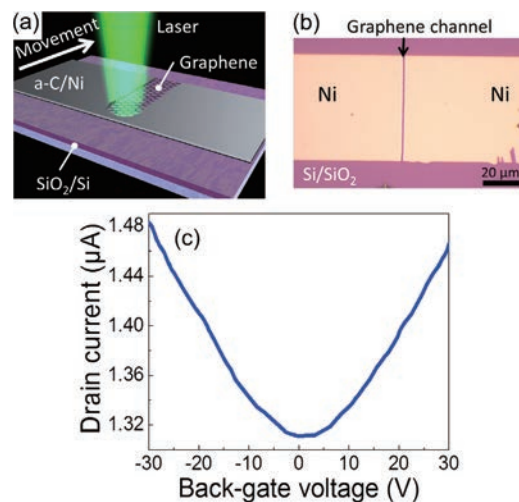 (a)
Movement
Laser
Graphene
a-C/Ni
SiO₂/Si
(b)
Graphene channel
Ni
Ni
Si/SiO₂
20 μm
(c)
Drain current (μA)
1.48
1.44
1.40
1.36
1.32
-30 -20 -10 0 10 20 30
Back-gate voltage (V)